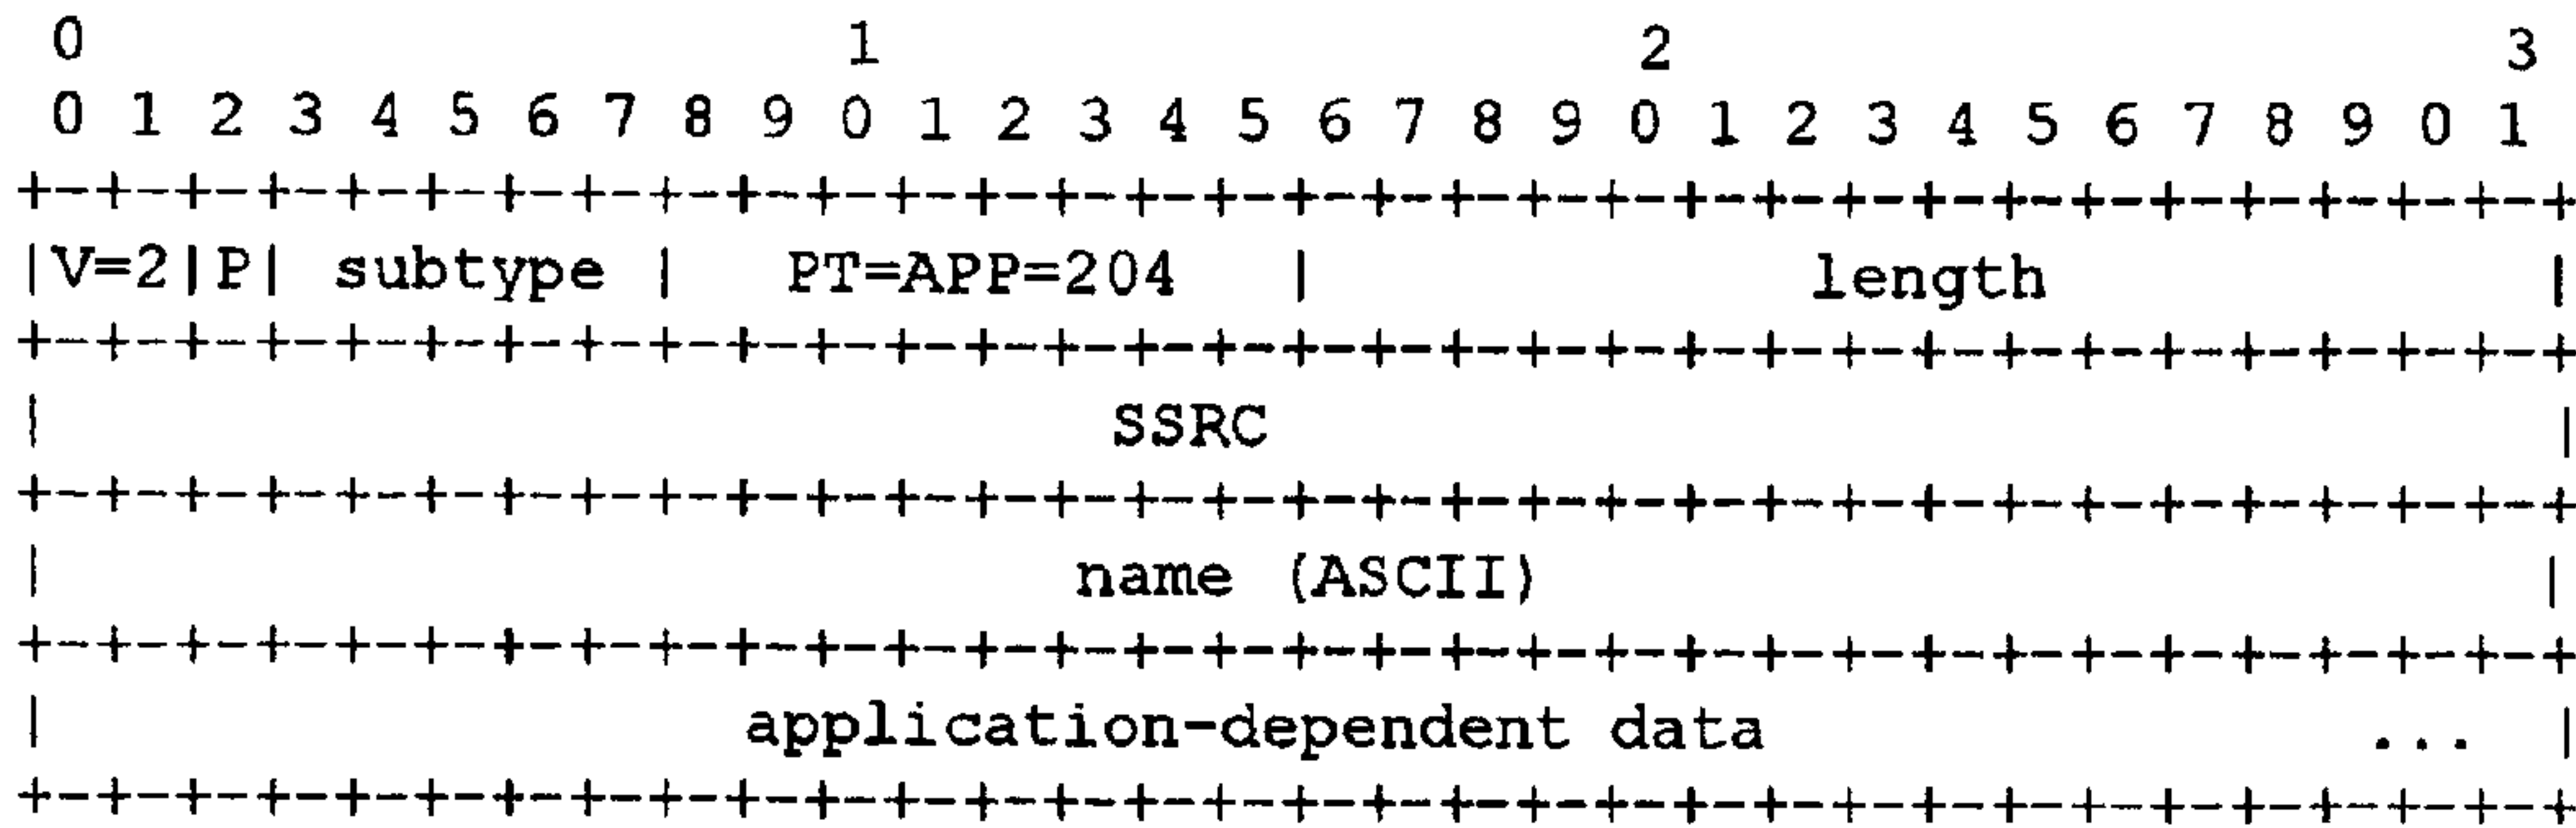 0 1 2 3
0 1 2 3 4 5 6 7 8 9 0 1 2 3 4 5 6 7 8 9 0 1 2 3 4 5 6 7 8 9 0 1
+-+-+-+-+-+-+-+-+-+-+-+-+-+-+-+-+-+-+-+-+-+-+-+-+-+-+-+-+-+-+-+-+
|V=2|P| subtype | PT=APP=204 | length |
+-+-+-+-+-+-+-+-+-+-+-+-+-+-+-+-+-+-+-+-+-+-+-+-+-+-+-+-+-+-+-+-+
| SSRC |
+-+-+-+-+-+-+-+-+-+-+-+-+-+-+-+-+-+-+-+-+-+-+-+-+-+-+-+-+-+-+-+-+
| name (ASCII) |
+-+-+-+-+-+-+-+-+-+-+-+-+-+-+-+-+-+-+-+-+-+-+-+-+-+-+-+-+-+-+-+-+
| application-dependent data ... |
+-+-+-+-+-+-+-+-+-+-+-+-+-+-+-+-+-+-+-+-+-+-+-+-+-+-+-+-+-+-+-+-+